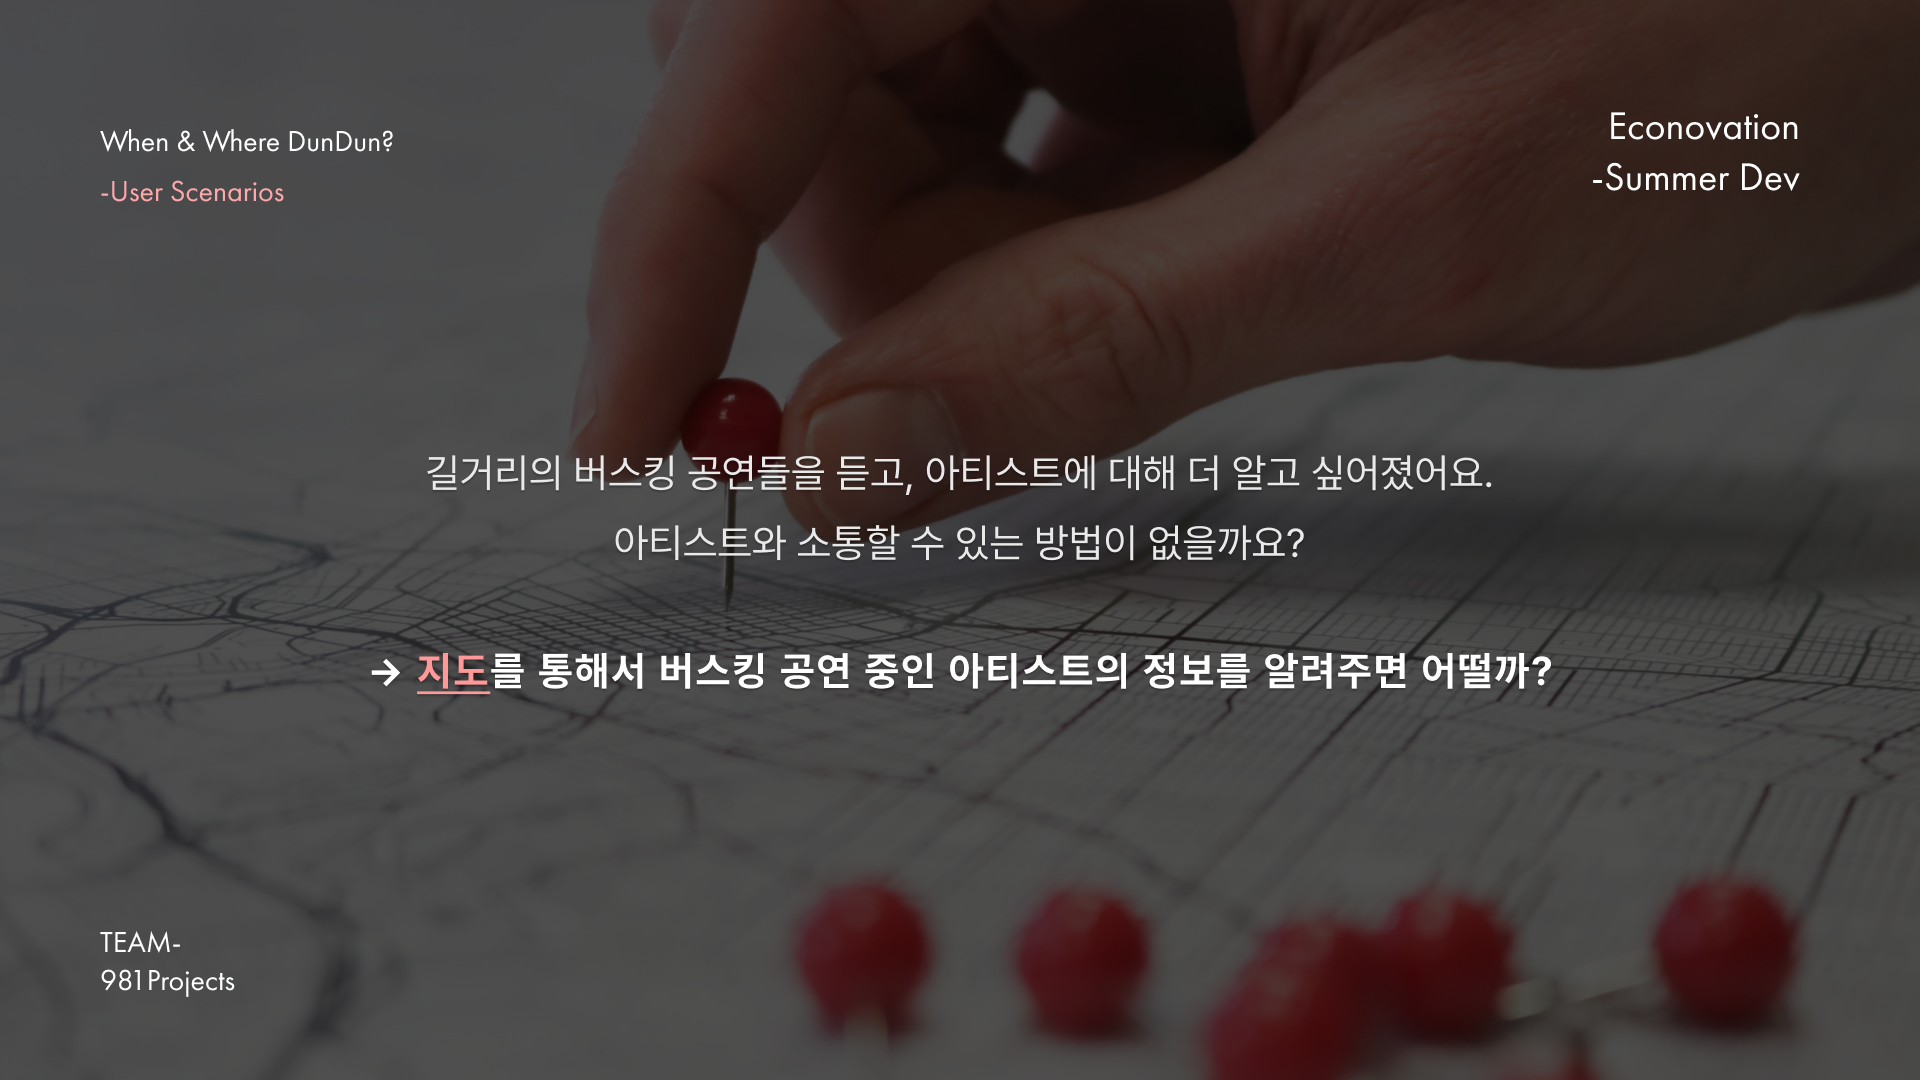 When & Where DunDun?
-User Scenarios
Econovation
-Summer Dev
길거리의 버스킹 공연들을 듣고, 아티스트에 대해 더 알고 싶어졌어요.
아티스트와 소통할 수 있는 방법이 없을까요?
→ 지도를 통해서 버스킹 공연 중인 아티스트의 정보를 알려주면 어떨까?
TEAM-
981Projects